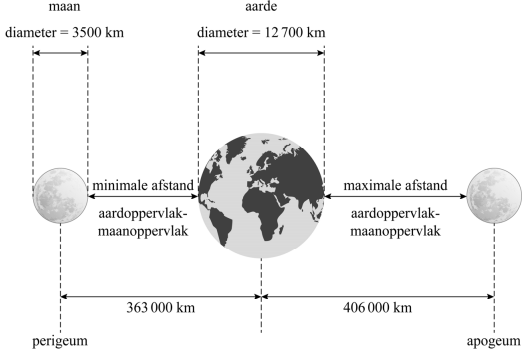 maan
aarde
diameter = 3500 km
diameter = 12 700 km
minimale afstand
aardoppervlak-
maanoppervlak
maximale afstand
aardoppervlak-
maanoppervlak
363 000 km
406 000 km
perigeum
apogeum